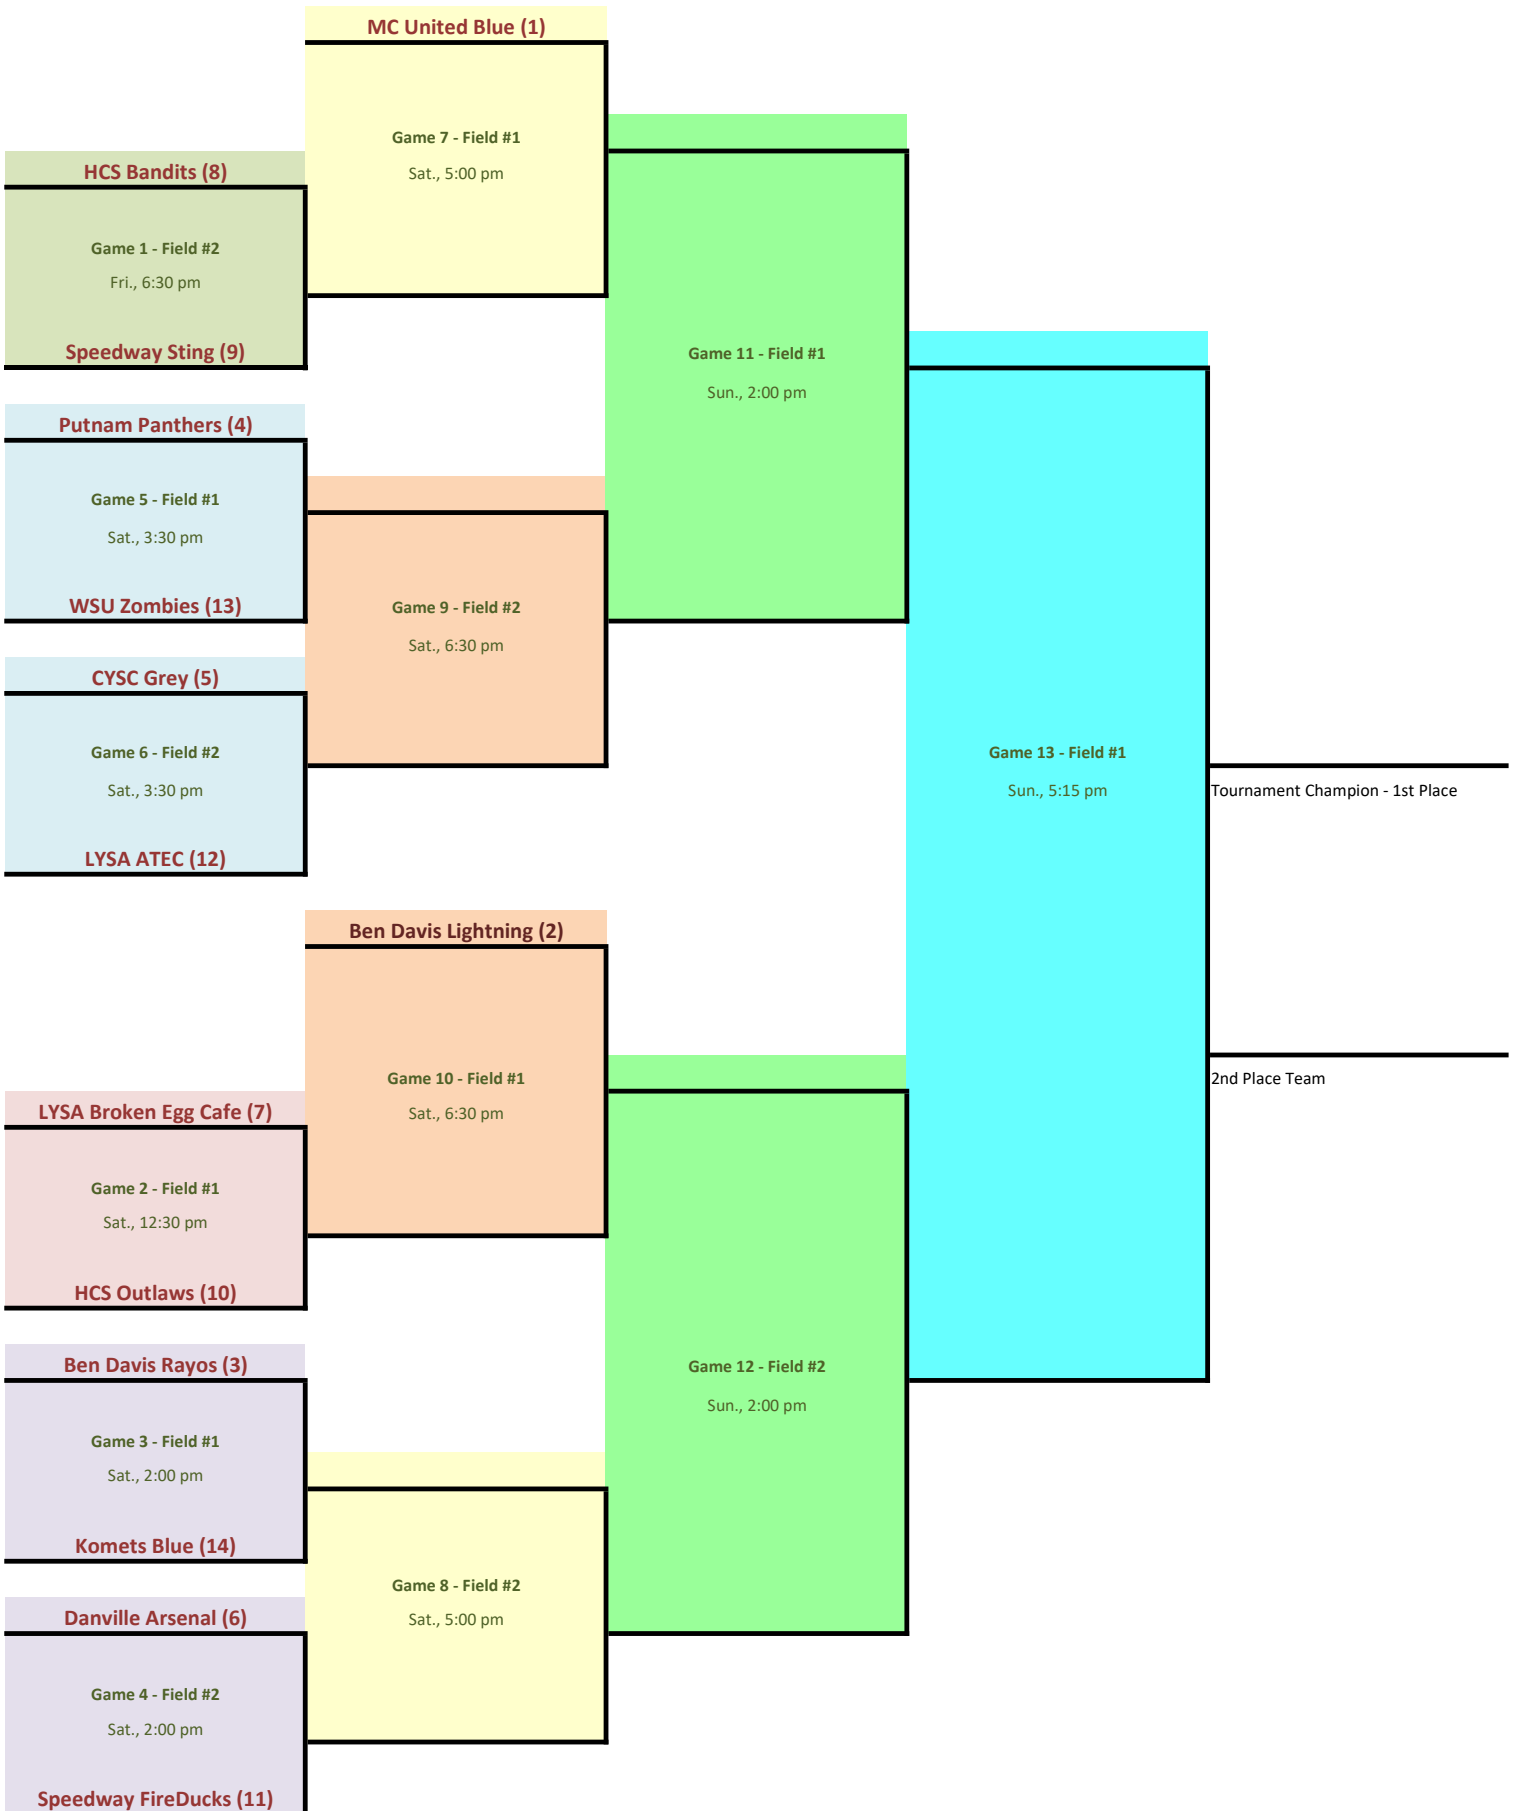 MC United Blue (1)
Game 7 - Field #1
Sat., 5:00 pm
HCS Bandits (8)
Game 1 - Field #2
Fri., 6:30 pm
Speedway Sting (9)
Game 11 - Field #1
Sun., 2:00 pm
Putnam Panthers (4)
Game 5 - Field #1
Sat., 3:30 pm
WSU Zombies (13)
Game 9 - Field #2
Sat., 6:30 pm
CYSC Grey (5)
Game 6 - Field #2
Sat., 3:30 pm
LYSA ATEC (12)
Game 13 - Field #1
Sun., 5:15 pm
Tournament Champion - 1st Place
Ben Davis Lightning (2)
Game 10 - Field #1
Sat., 6:30 pm
2nd Place Team
LYSA Broken Egg Cafe (7)
Game 2 - Field #1
Sat., 12:30 pm
HCS Outlaws (10)
Ben Davis Rayos (3)
Game 3 - Field #1
Sat., 2:00 pm
Komets Blue (14)
Game 12 - Field #2
Sun., 2:00 pm
Game 8 - Field #2
Sat., 5:00 pm
Danville Arsenal (6)
Game 4 - Field #2
Sat., 2:00 pm
Speedway FireDucks (11)